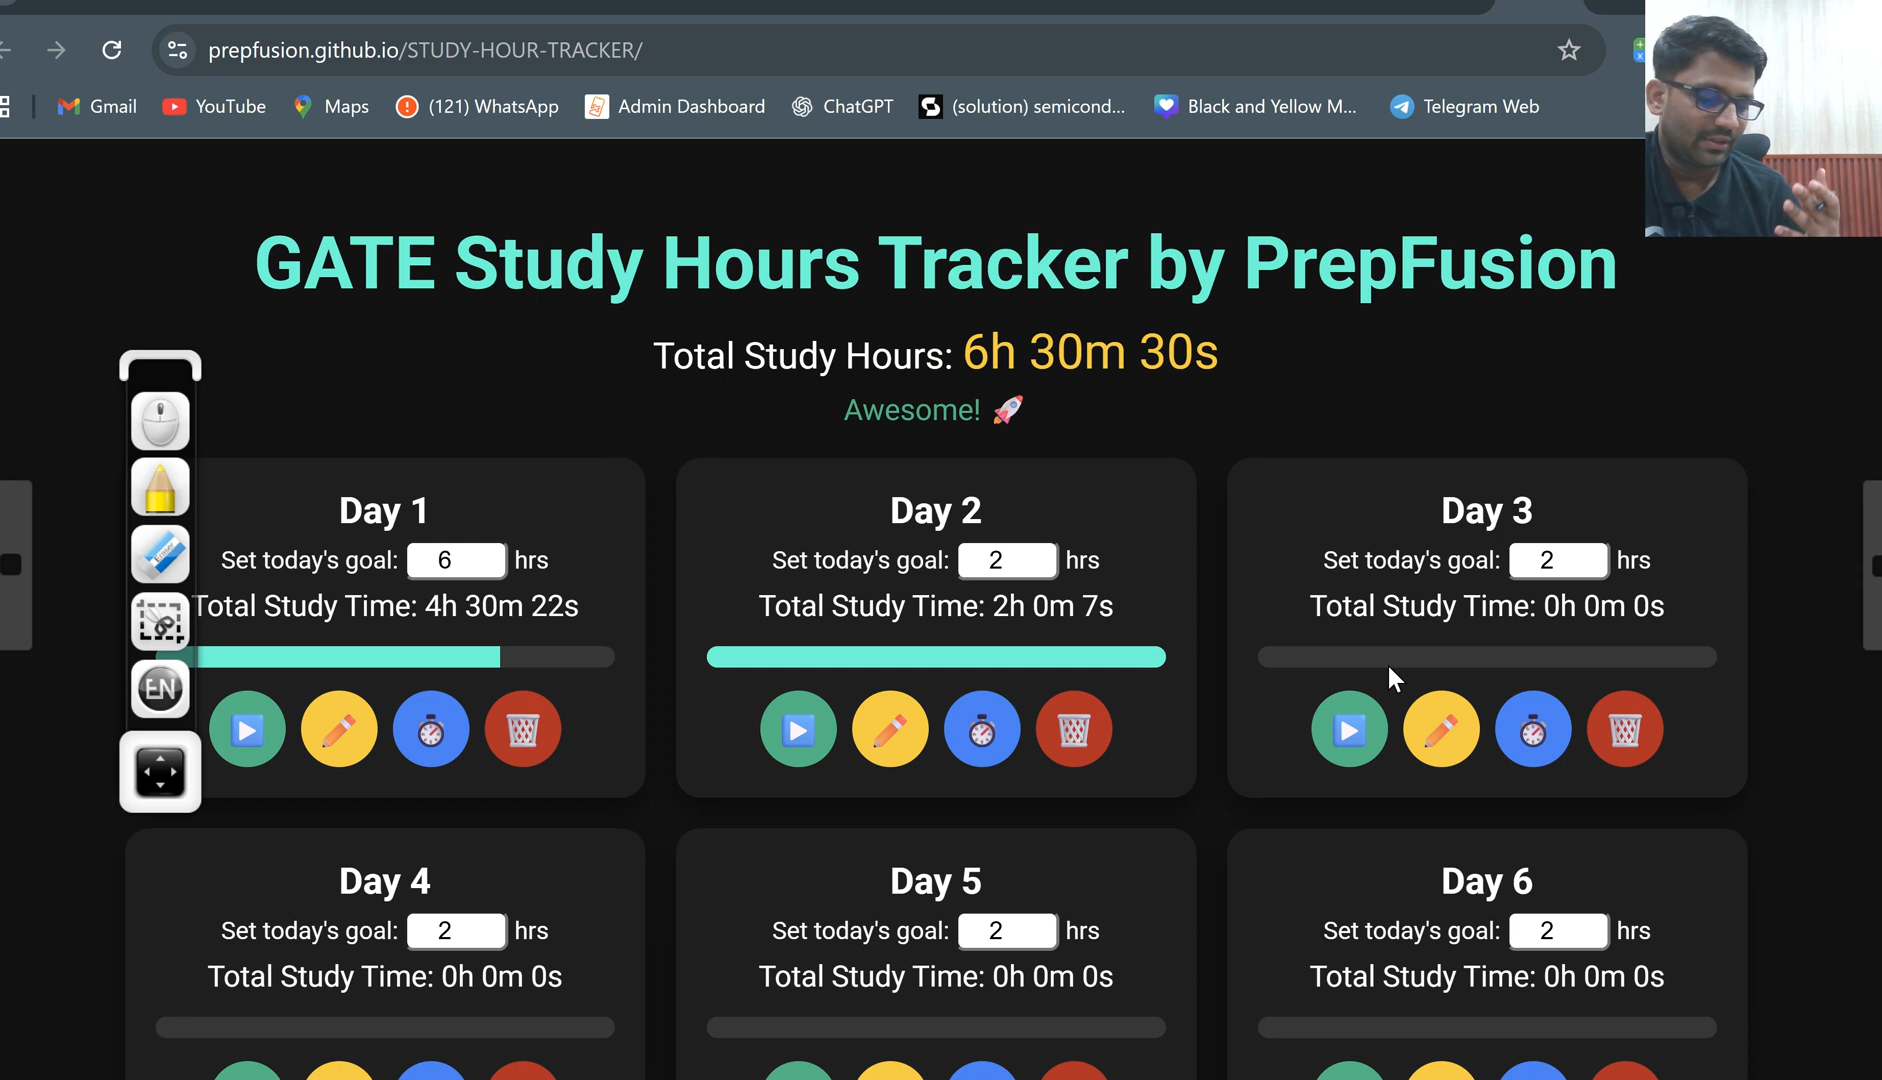 prepfusion.github.io/STUDY-HOUR-TRACKER/
Gmail YouTube Maps (121) WhatsApp Admin Dashboard ChatGPT (solution) semicond... Black and Yellow M... Telegram Web
GATE Study Hours Tracker by PrepFusion
Total Study Hours: 6h 30m 30s
Awesome! 🚀
Day 1
Set today's goal: 6 hrs
Total Study Time: 4h 30m 22s
Day 2
Set today's goal: 2 hrs
Total Study Time: 2h 0m 7s
Day 3
Set today's goal: 2 hrs
Total Study Time: 0h 0m 0s
EN
Day 4
Set today's goal: 2 hrs
Total Study Time: 0h 0m 0s
Day 5
Set today's goal: 2 hrs
Total Study Time: 0h 0m 0s
Day 6
Set today's goal: 2 hrs
Total Study Time: 0h 0m 0s